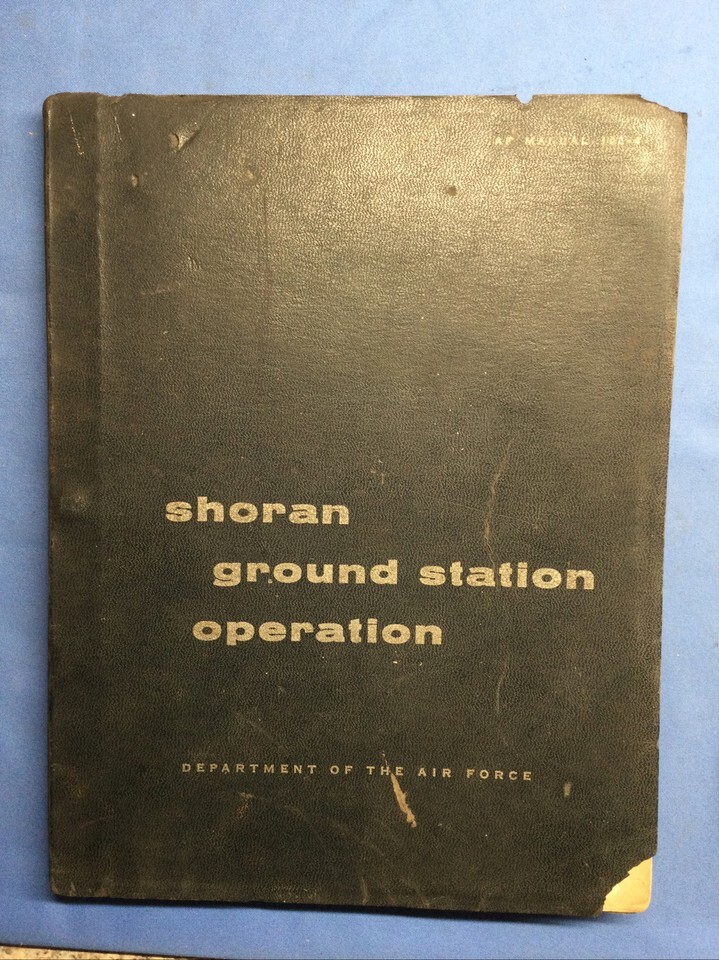 AF MANUAL
shoran
ground station
operation
DEPARTMENT OF THE AIR FORCE